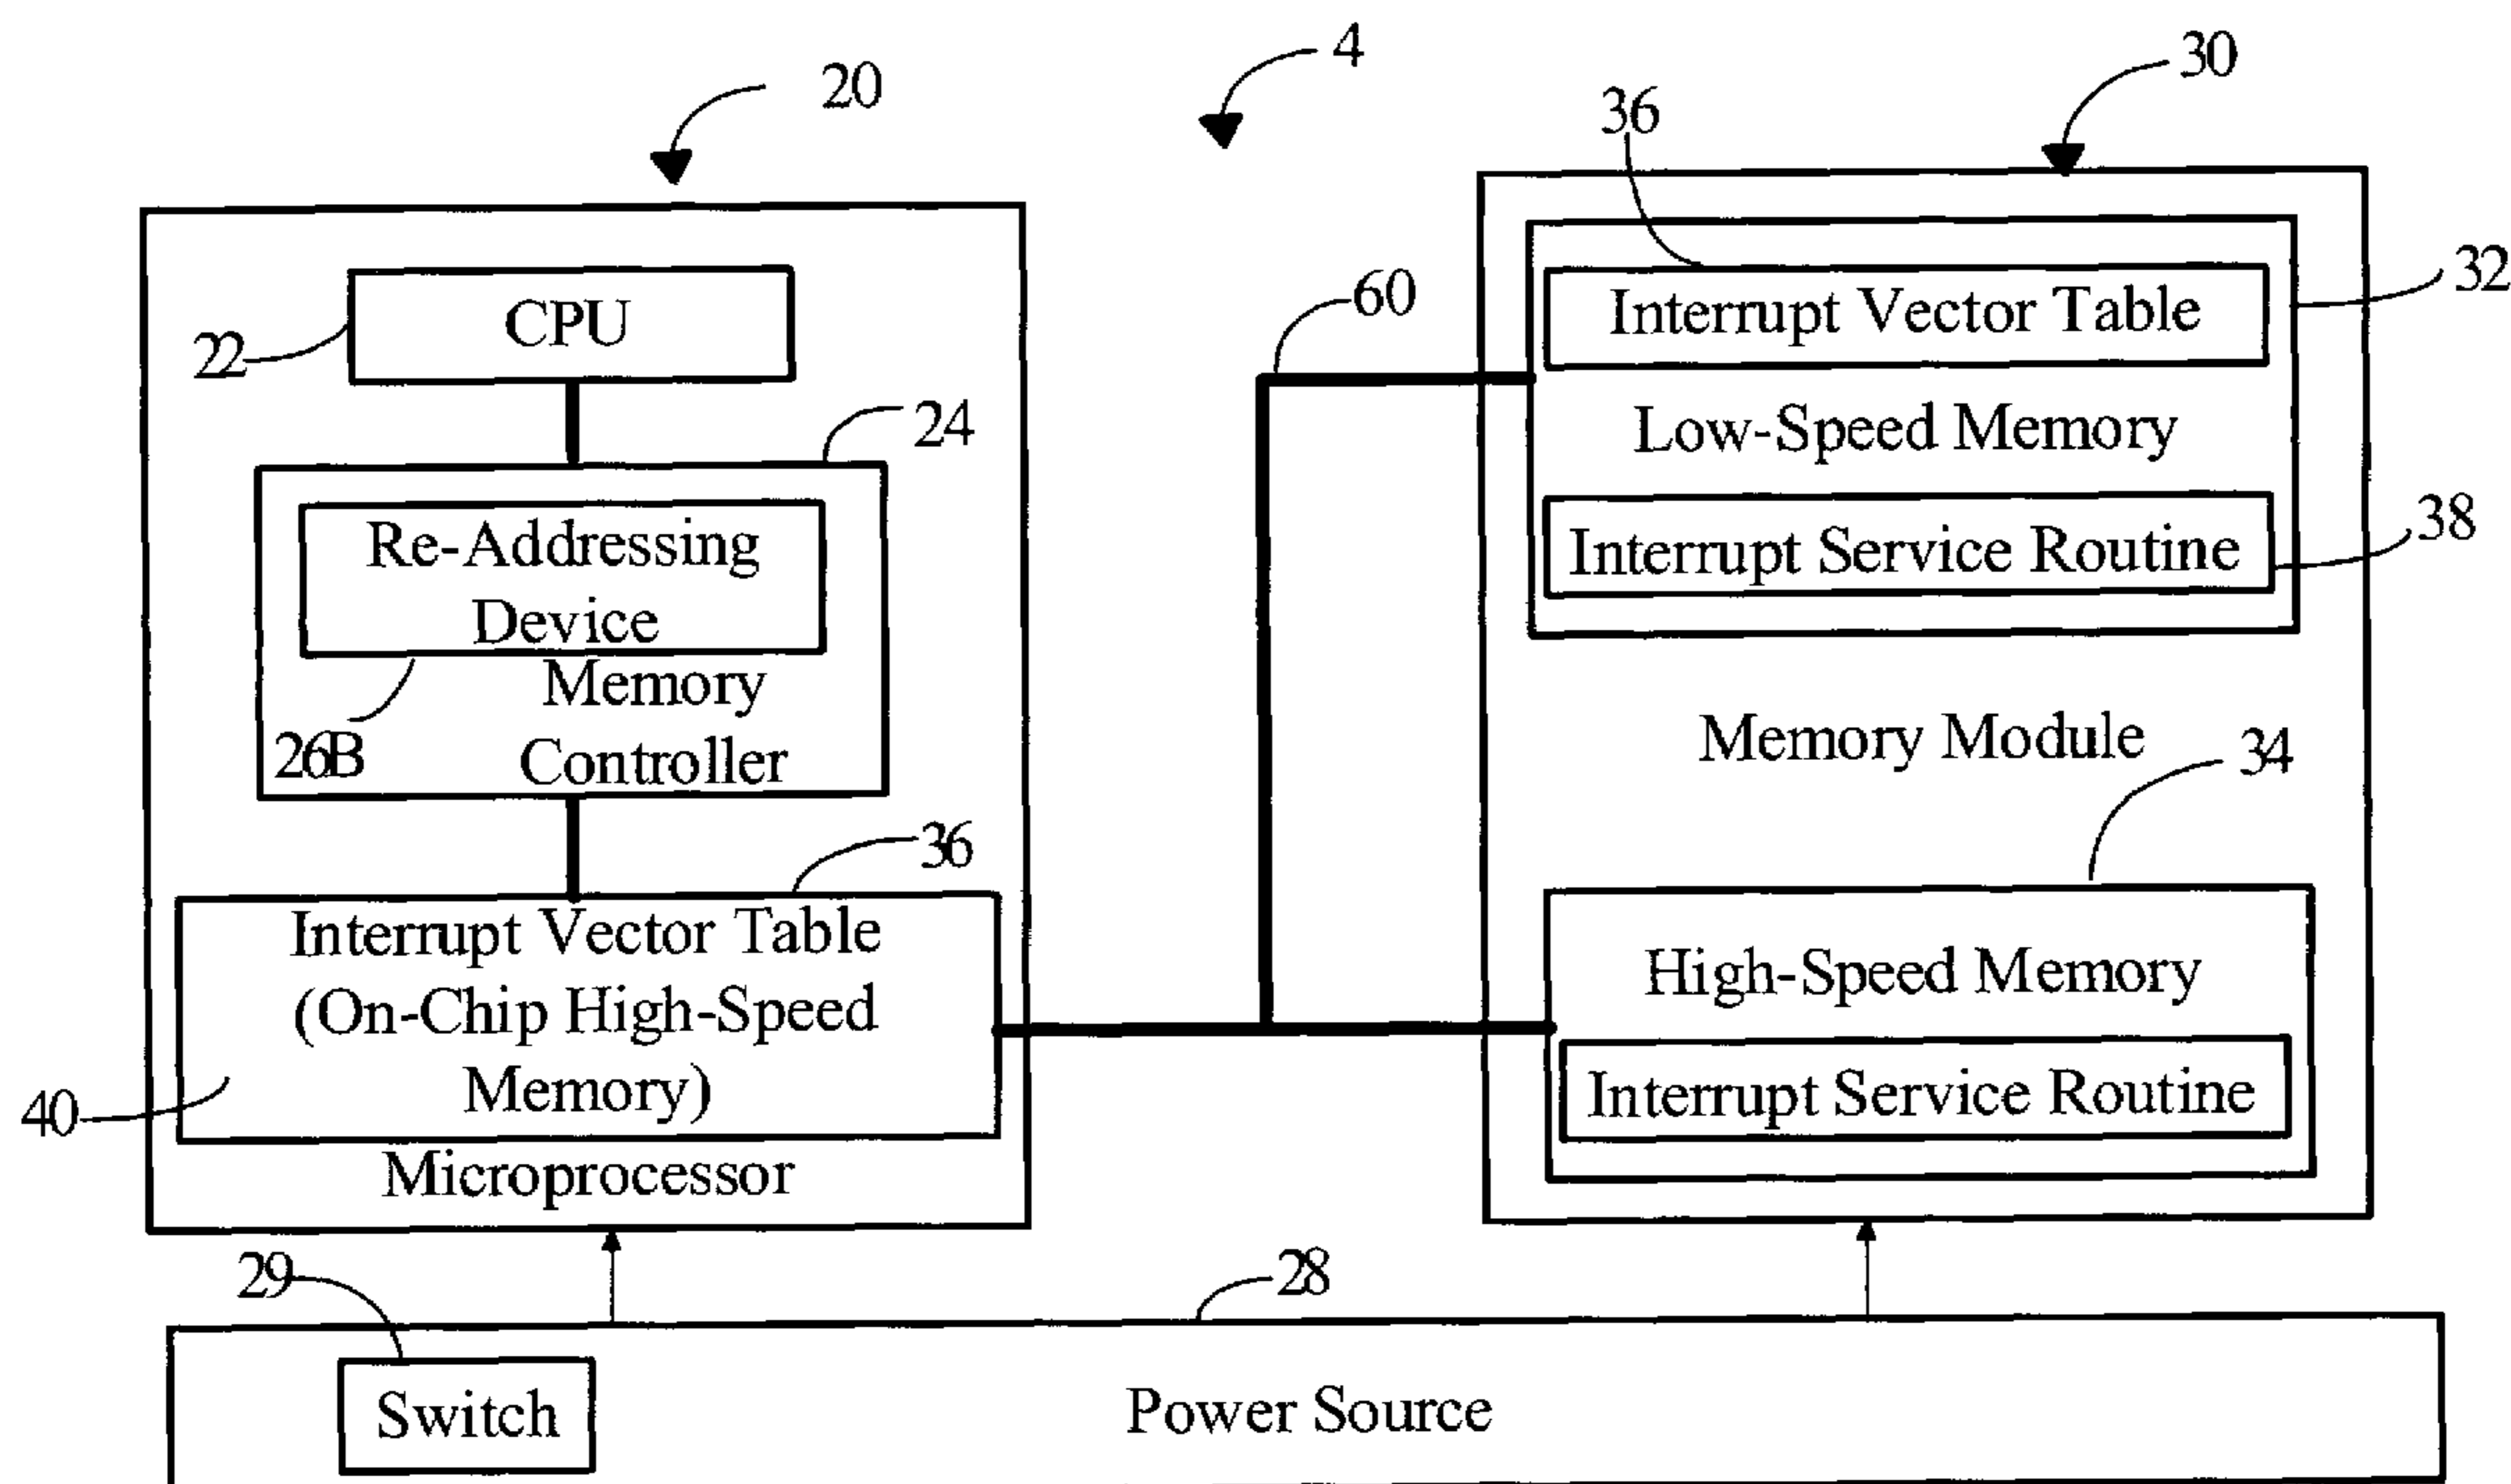 4
20
30
36
CPU
22
Interrupt Vector Table
32
60
24
Low-Speed Memory
Re-Addressing
Device
Interrupt Service Routine
38
Memory
Controller
26B
Memory Module
34
36
Interrupt Vector Table
(On-Chip High-Speed
Memory)
40
High-Speed Memory
Interrupt Service Routine
Microprocessor
29
28
Switch
Power Source